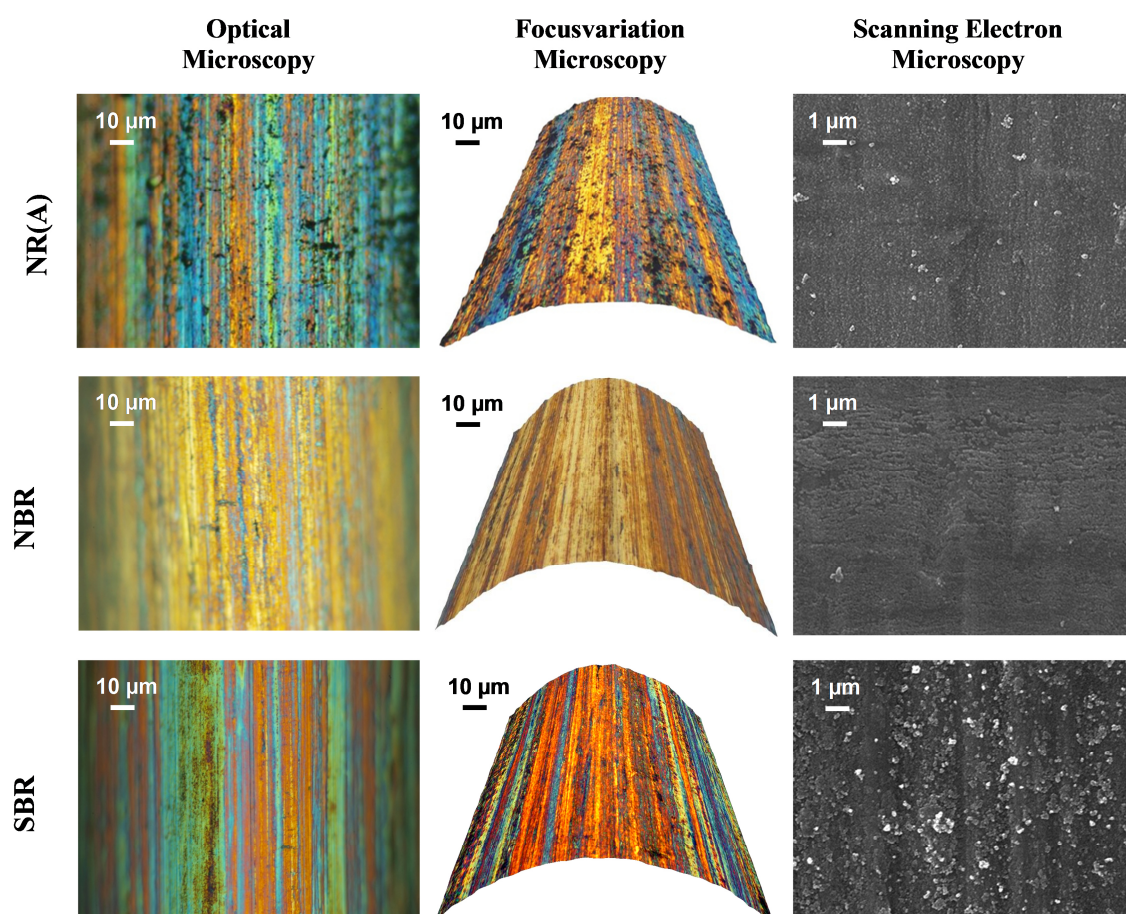 Optical
Microscopy
Focusvariation
Microscopy
Scanning Electron
Microscopy
NR(A)
10 µm
10 µm
1 µm
NBR
10 µm
10 µm
1 µm
SBR
10 µm
10 µm
1 µm